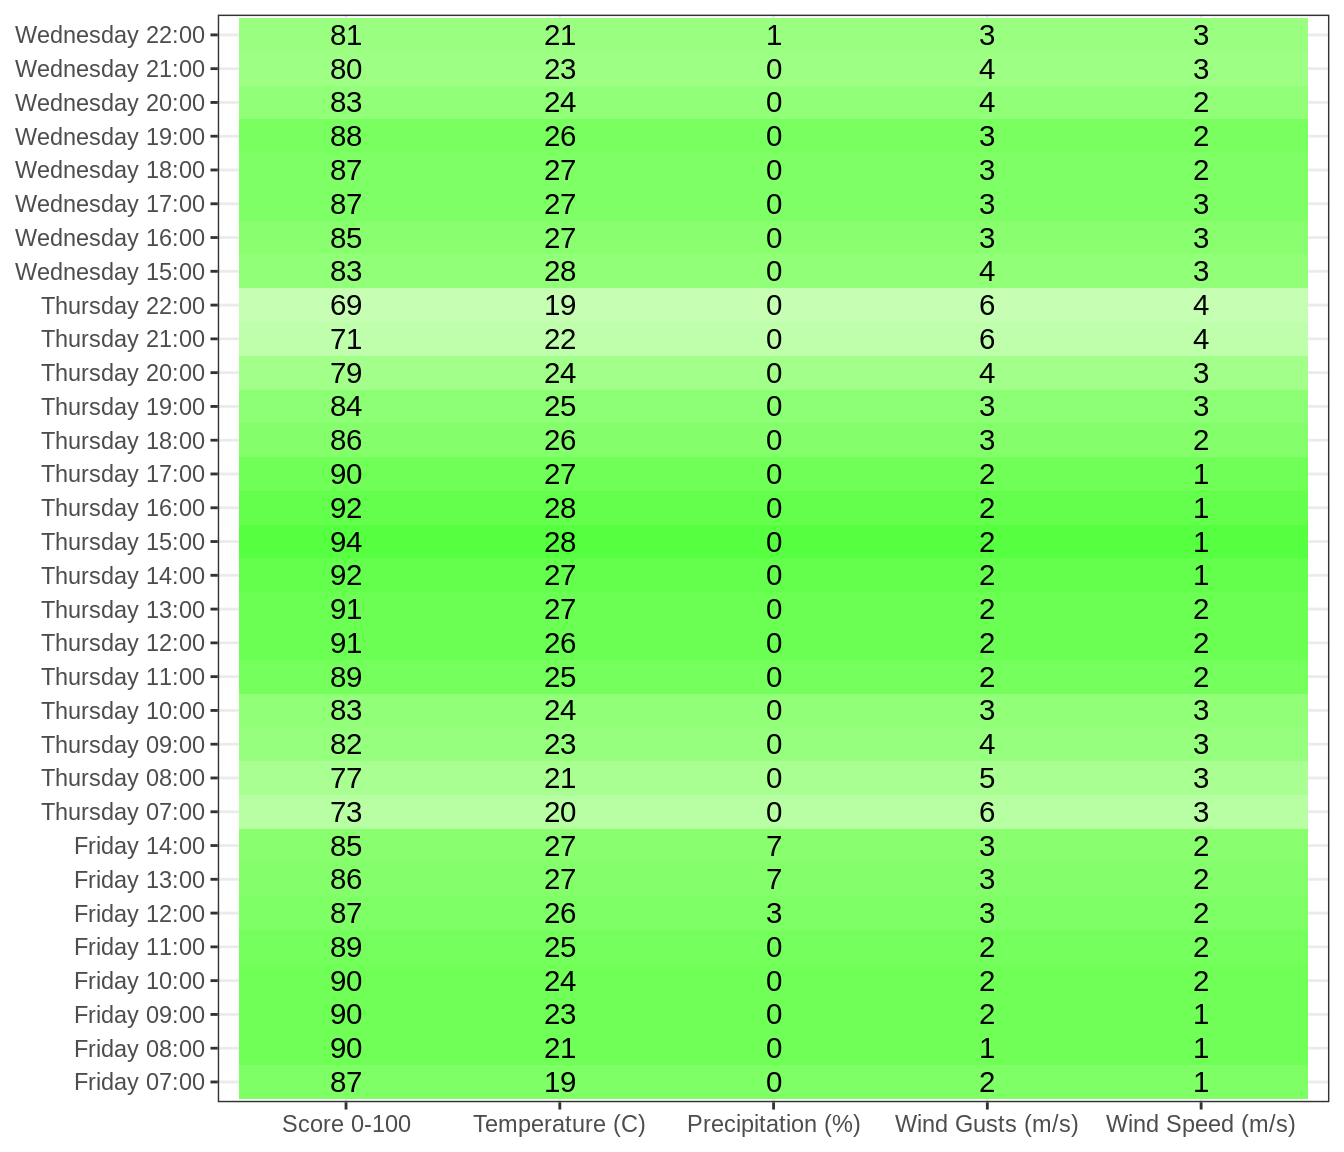 Wednesday 22:00 81 21 1 3 3
Wednesday 21:00 80 23 0 4 3
Wednesday 20:00 83 24 0 4 2
Wednesday 19:00 88 26 0 3 2
Wednesday 18:00 87 27 0 3 2
Wednesday 17:00 87 27 0 3 3
Wednesday 16:00 85 27 0 3 3
Wednesday 15:00 83 28 0 4 3
Thursday 22:00 69 19 0 6 4
Thursday 21:00 71 22 0 6 4
Thursday 20:00 79 24 0 4 3
Thursday 19:00 84 25 0 3 3
Thursday 18:00 86 26 0 3 2
Thursday 17:00 90 27 0 2 1
Thursday 16:00 92 28 0 2 1
Thursday 15:00 94 28 0 2 1
Thursday 14:00 92 27 0 2 1
Thursday 13:00 91 27 0 2 2
Thursday 12:00 91 26 0 2 2
Thursday 11:00 89 25 0 2 2
Thursday 10:00 83 24 0 3 3
Thursday 09:00 82 23 0 4 3
Thursday 08:00 77 21 0 5 3
Thursday 07:00 73 20 0 6 3
Friday 14:00 85 27 7 3 2
Friday 13:00 86 27 7 3 2
Friday 12:00 87 26 3 3 2
Friday 11:00 89 25 0 2 2
Friday 10:00 90 24 0 2 2
Friday 09:00 90 23 0 2 1
Friday 08:00 90 21 0 1 1
Friday 07:00 87 19 0 2 1
Score 0-100 Temperature (C) Precipitation (%) Wind Gusts (m/s) Wind Speed (m/s)